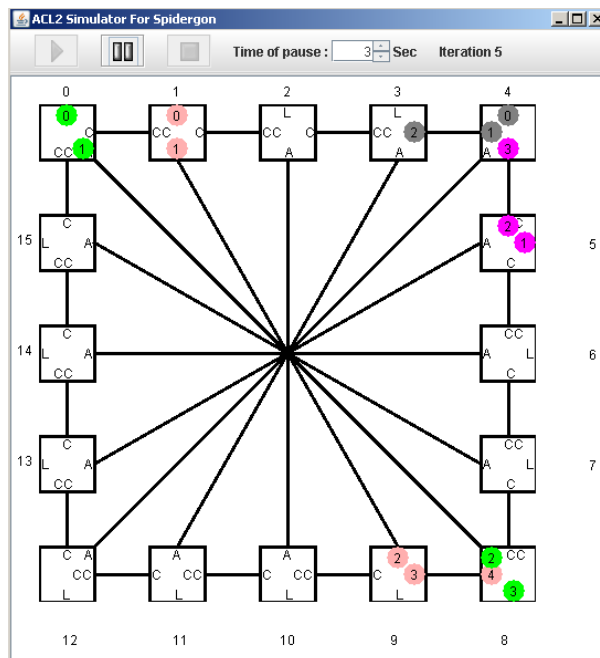 ACL2 Simulator For Spidergon
Time of pause : 3 Sec Iteration 5
0 1 2 3 4
0 0 L L 0
C CC C CC C CC 2 1
CC 1 1 A A A 3
15 C L A
A 2 C 1 C 5
14 C L A CC
A CC L C 6
13 C L A CC
A CC L C 7
C A CC L
A C CC L
A C CC L
2 C 3 L
2 CC 4 3
12 11 10 9 8